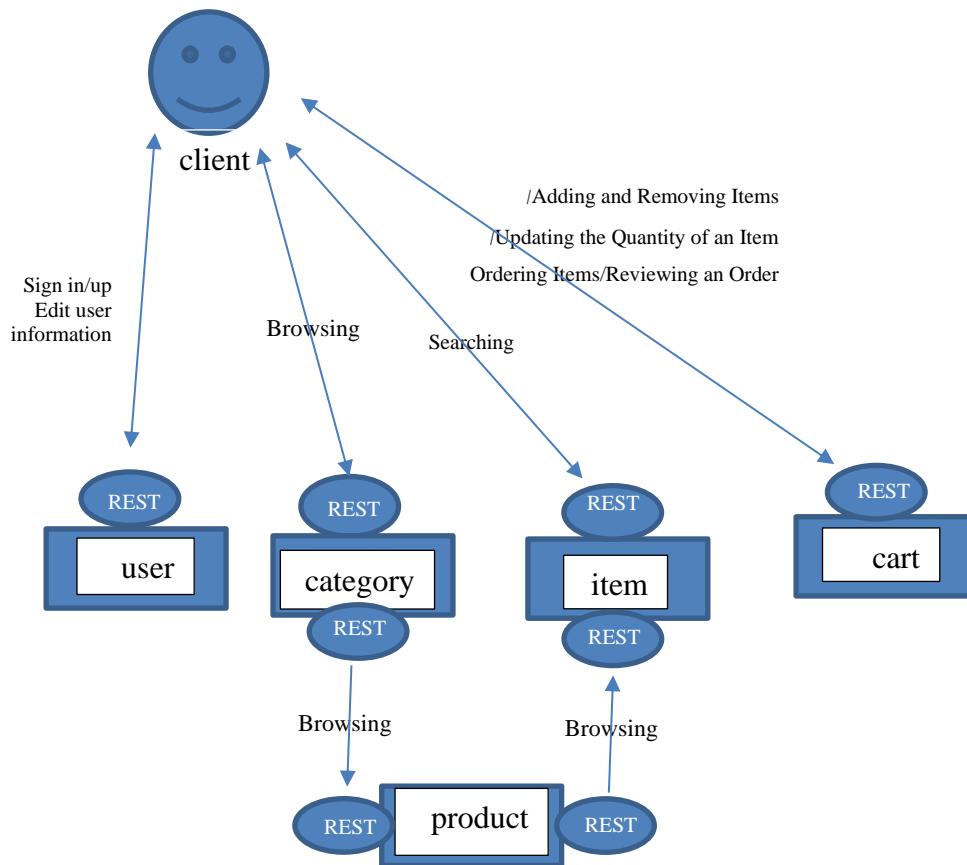 client
/Adding and Removing Items
/Updating the Quantity of an Item
Ordering Items/Reviewing an Order
Sign in/up
Edit user
information
Browsing
Searching
REST
REST
REST
REST
user
category
item
cart
REST
REST
Browsing
Browsing
REST
product
REST